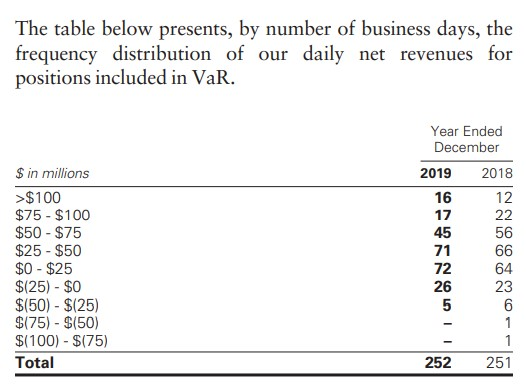 The table below presents, by number of business days, the
frequency distribution of our daily net revenues for
positions included in VaR.
Year Ended
December
$ in millions 2019 2018
>$100 16 12
$75 - $100 17 22
$50 - $75 45 56
$25 - $50 71 66
$0 - $25 72 64
$(25) - $0 26 23
$(50) - $(25) 5 6
$(75) - $(50) – 1
$(100) - $(75) – 1
Total 252 251